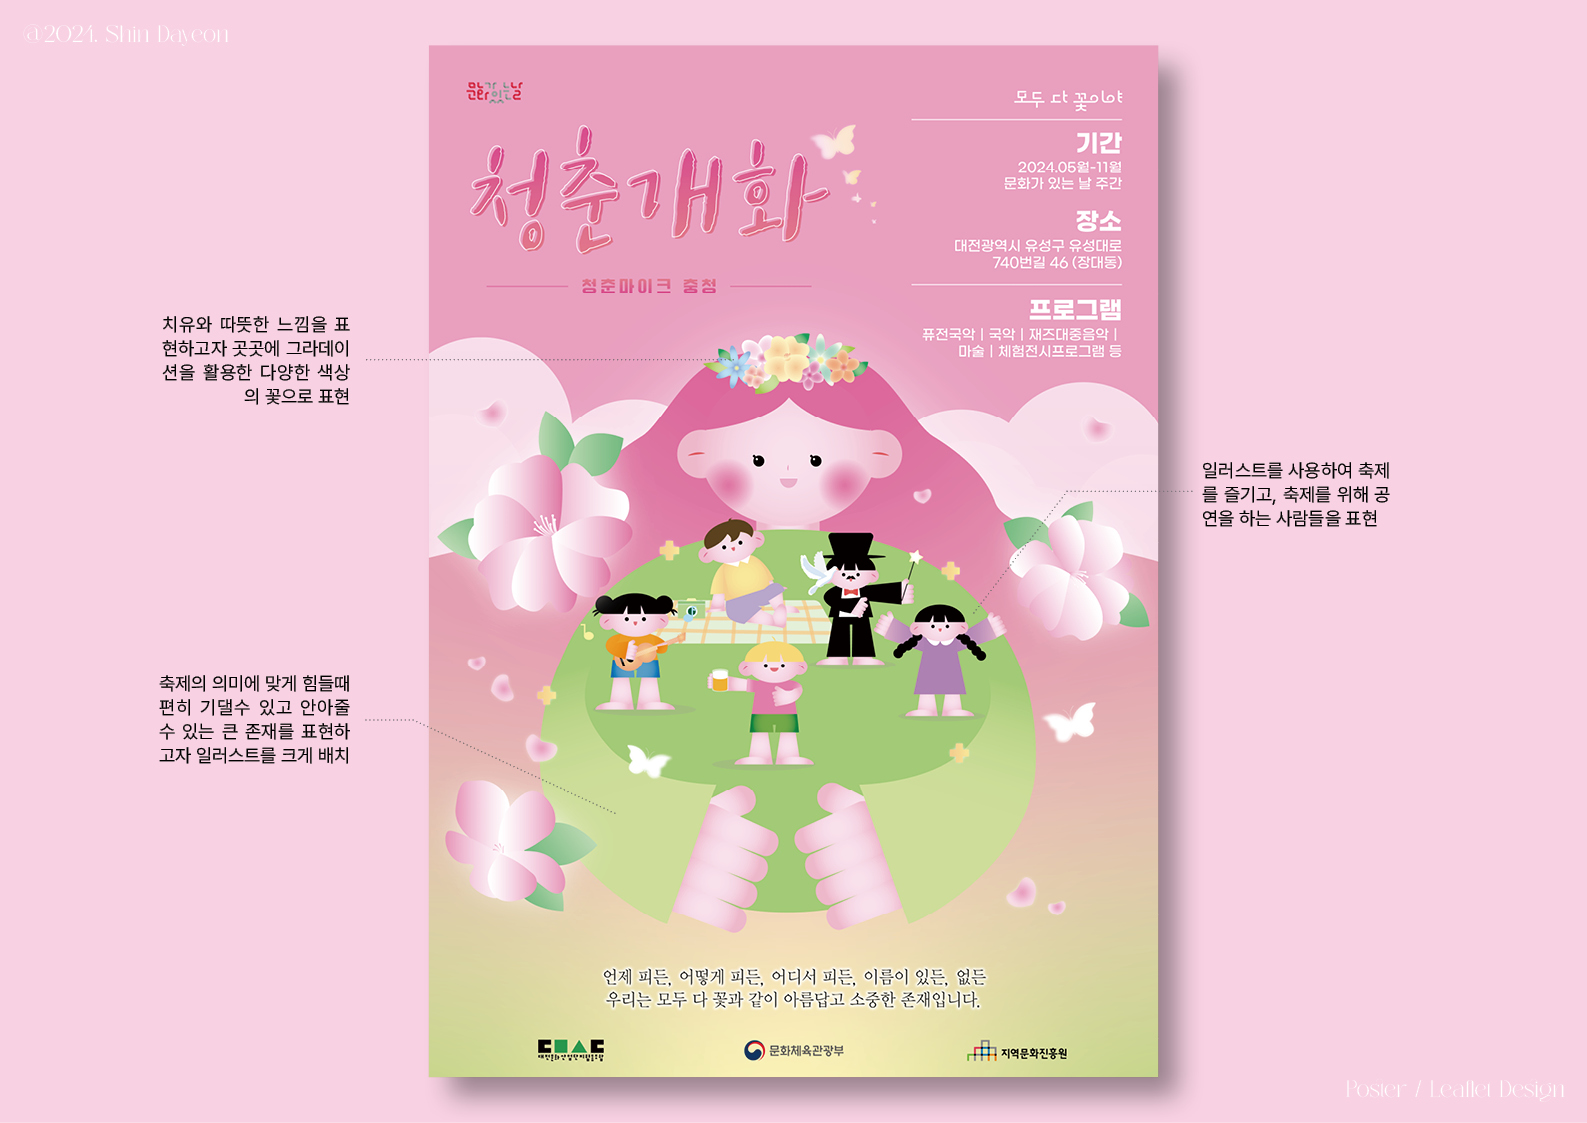 @2024. Shin Dayeon
문화가 있는날
모두 다 꽃이야
청춘개화
청춘마이크 충청
기간
2024.05월-11월
문화가 있는 날 주간
장소
대전광역시 유성구 유성대로
740번길 46 (장대동)
프로그램
퓨전국악 | 국악 | 재즈대중음악 |
마술 | 체험전시프로그램 등
치유와 따뜻한 느낌을 표
현하고자 곳곳에 그라데이
션을 활용한 다양한 색상
의 꽃으로 표현
일러스트를 사용하여 축제
를 즐기고, 축제를 위해 공
연을 하는 사람들을 표현
축제의 의미에 맞게 힘들때
편히 기댈수 있고 안아줄
수 있는 큰 존재를 표현하
고자 일러스트를 크게 배치
언제 피든, 어떻게 피든, 어디서 피든, 이름이 있든, 없든
우리는 모두 다 꽃과 같이 아름답고 소중한 존재입니다.
문화체육관광부
지역문화진흥원
Poster / Leaflet Design